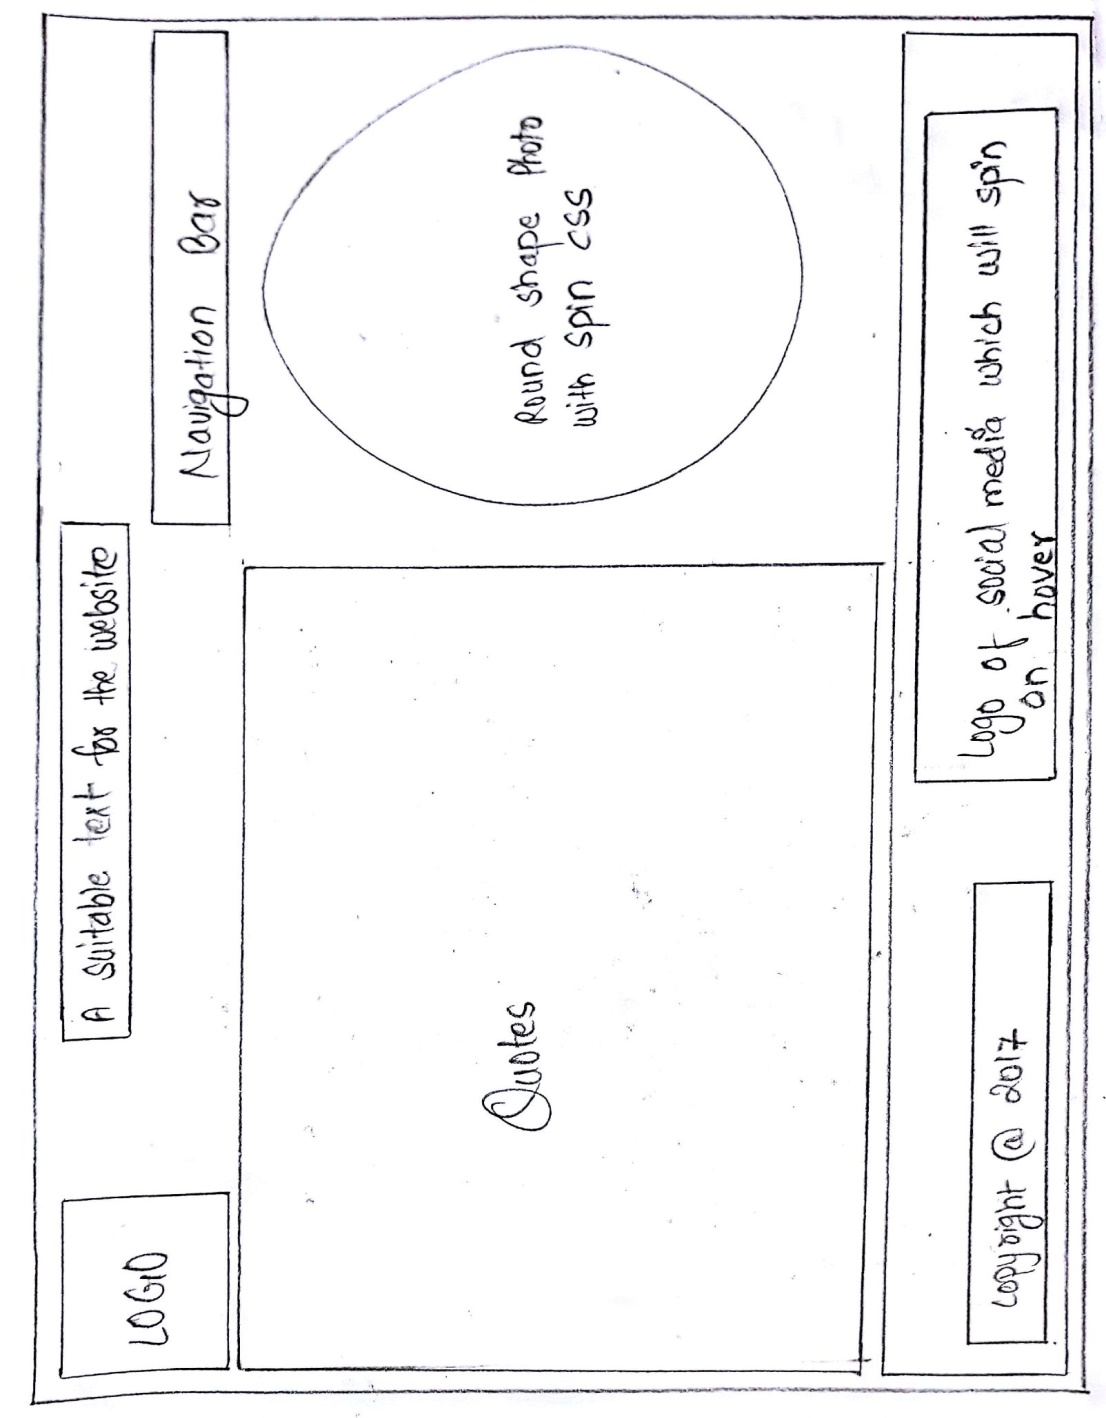 LOGO
A suitable text for the website
Navigation Bar
Quotes
Round shape Photo
with spin css
copyright @ 2017
Logo of social media which will spin
on hover